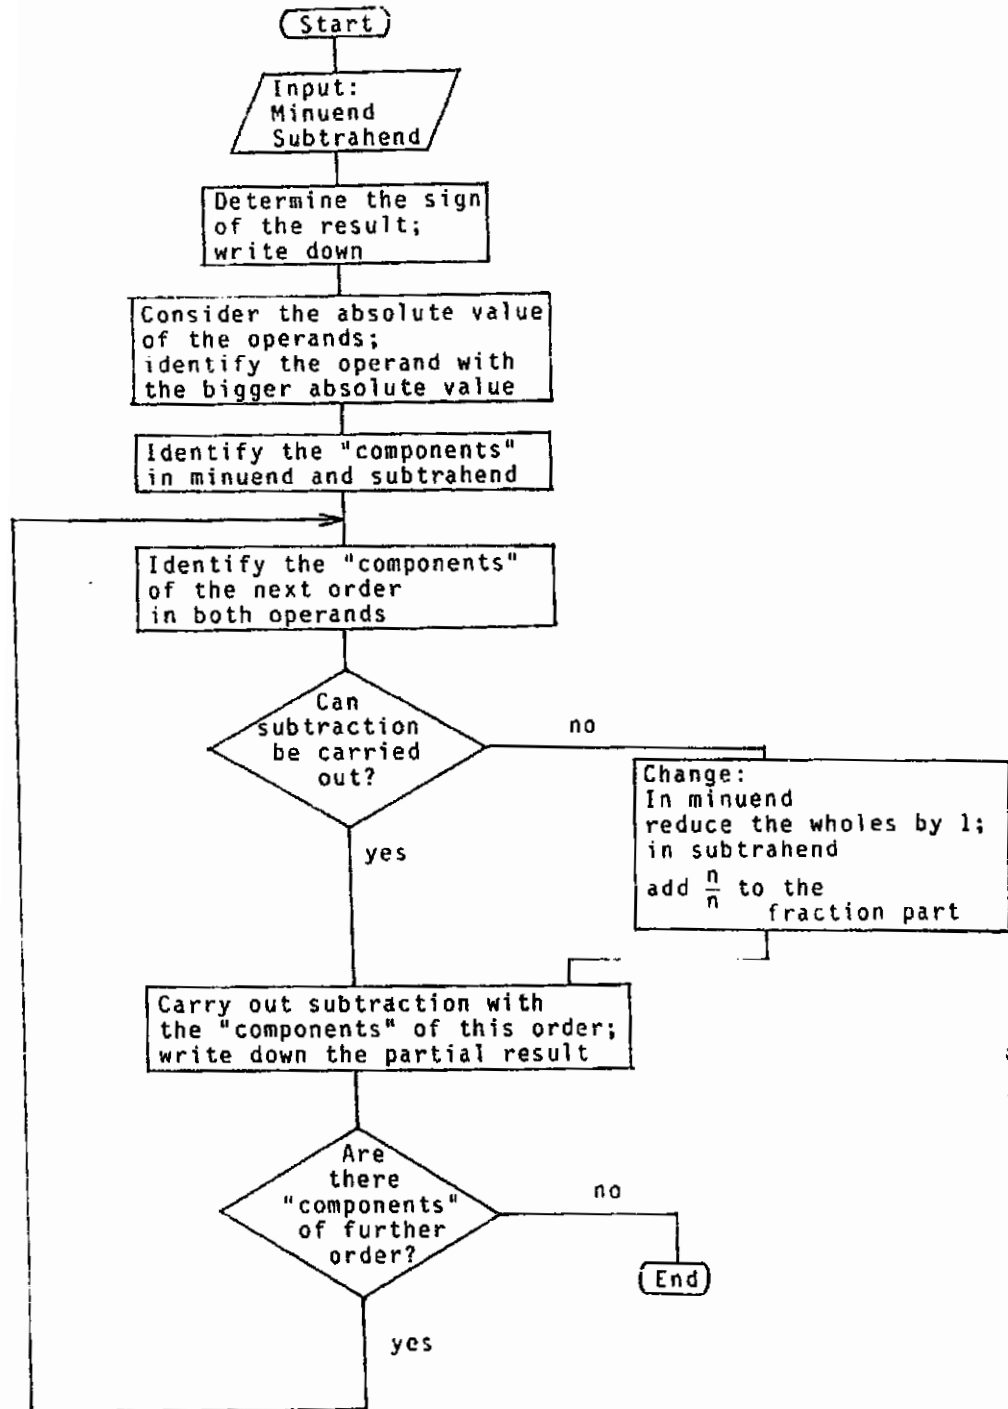 Start
Input:
Minuend
Subtrahend
Determine the sign
of the result;
write down
Consider the absolute value
of the operands;
identify the operand with
the bigger absolute value
Identify the "components"
in minuend and subtrahend
Identify the "components"
of the next order
in both operands
Can
subtraction
be carried
out?
no
Change:
In minuend
reduce the wholes by 1;
in subtrahend
add n/n to the
fraction part
yes
Carry out subtraction with
the "components" of this order;
write down the partial result
Are
there
"components"
of further
order?
no
End
yes